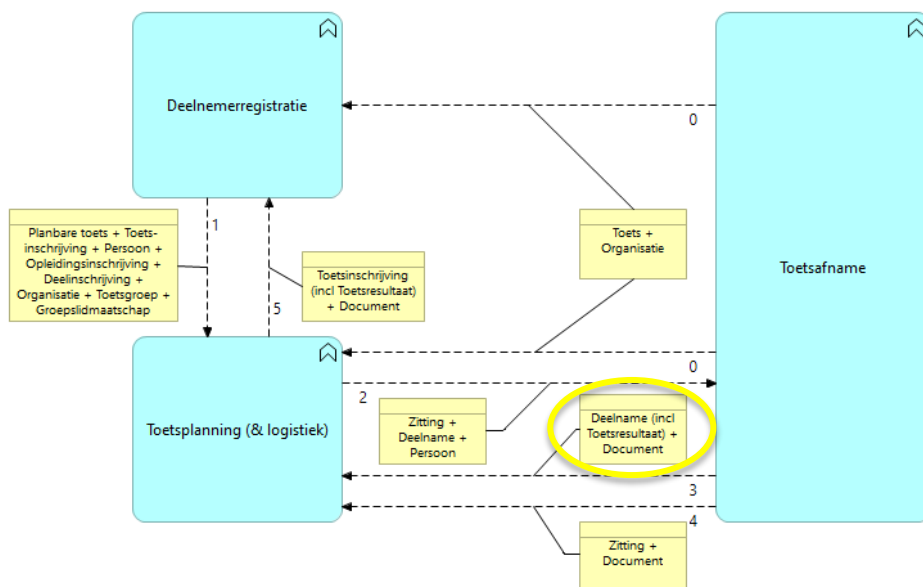 Deelnemerregistratie
0
1
Planbare toets + Toets-
inschrijving + Persoon +
Opleidingsinschrijving +
Deelinschrijving +
Organisatie + Toetsgroep +
Groepslidmaatschap
Toetsinschrijving
(incl Toetsresultaat)
+ Document
5
Toets +
Organisatie
Toetsafname
0
2
Toetsplanning (& logistiek)
Zitting +
Deelname +
Persoon
Deelname (incl
Toetsresultaat) +
Document
3
4
Zitting +
Document